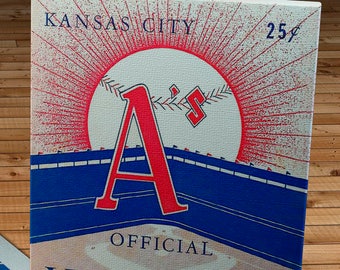 KANSAS CITY
25¢
A's
OFFICIAL